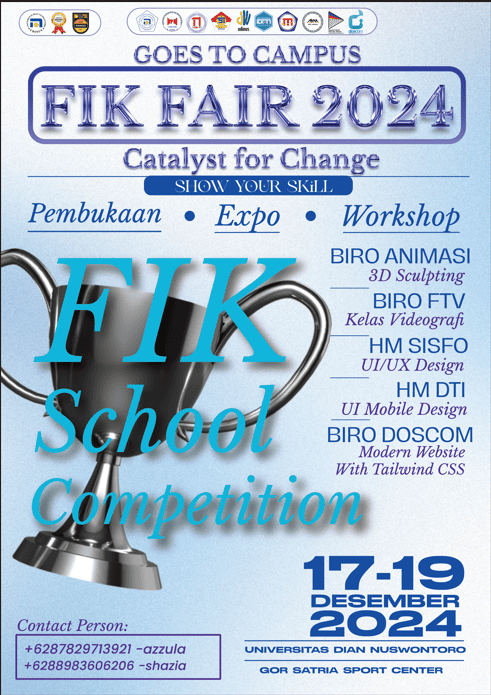 GOES TO CAMPUS
FIK FAIR 2024
Catalyst for Change
SHOW YOUR SKiLL
Pembukaan • Expo • Workshop
FIK
School
Competition
BIRO ANIMASI
3D Sculpting
BIRO FTV
Kelas Videografi
HM SISFO
UI/UX Design
HM DTI
UI Mobile Design
BIRO DOSCOM
Modern Website
With Tailwind CSS
17-19
DESEMBER
2024
UNIVERSITAS DIAN NUSWONTORO
GOR SATRIA SPORT CENTER
Contact Person:
+6287829713921 -azzula
+6288983606206 -shazia